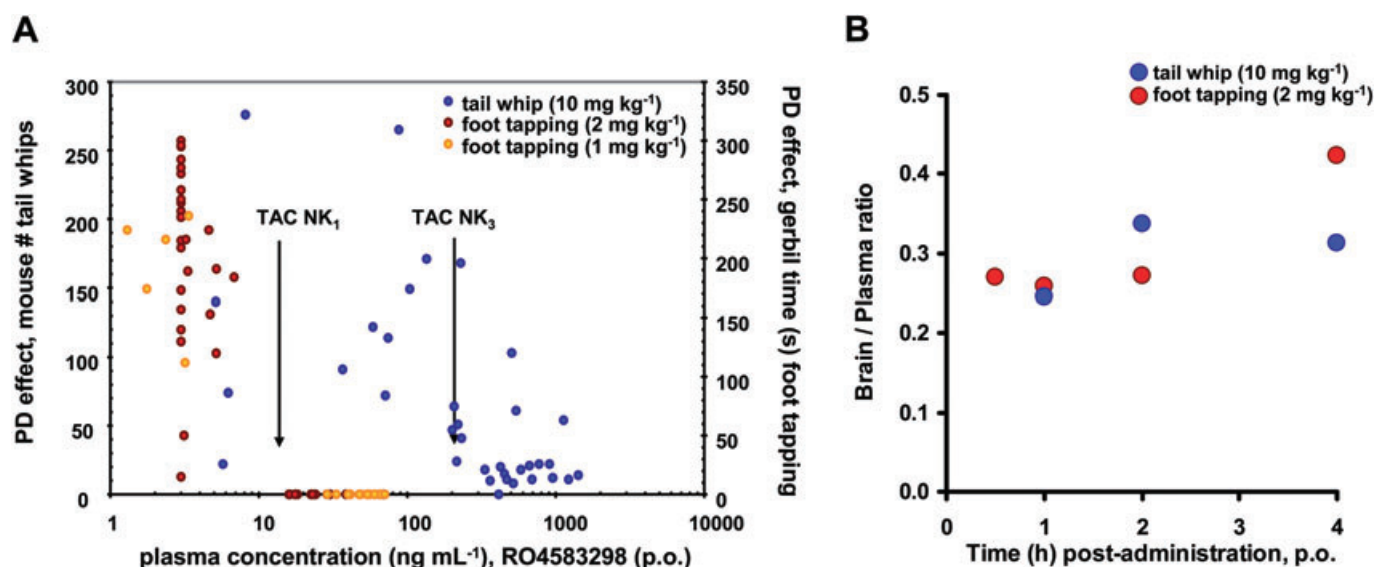 A
PD effect, mouse # tail whips
300
250
200
150
100
50
0
350
300
250
200
150
100
50
0
PD effect, gerbil time (s) foot tapping
tail whip (10 mg kg⁻¹)
foot tapping (2 mg kg⁻¹)
foot tapping (1 mg kg⁻¹)
TAC NK₁
TAC NK₃
1 10 100 1000 10000
plasma concentration (ng mL⁻¹), RO4583298 (p.o.)
B
tail whip (10 mg kg⁻¹)
foot tapping (2 mg kg⁻¹)
Brain / Plasma ratio
0.5
0.4
0.3
0.2
0.1
0.0
0 1 2 3 4
Time (h) post-administration, p.o.